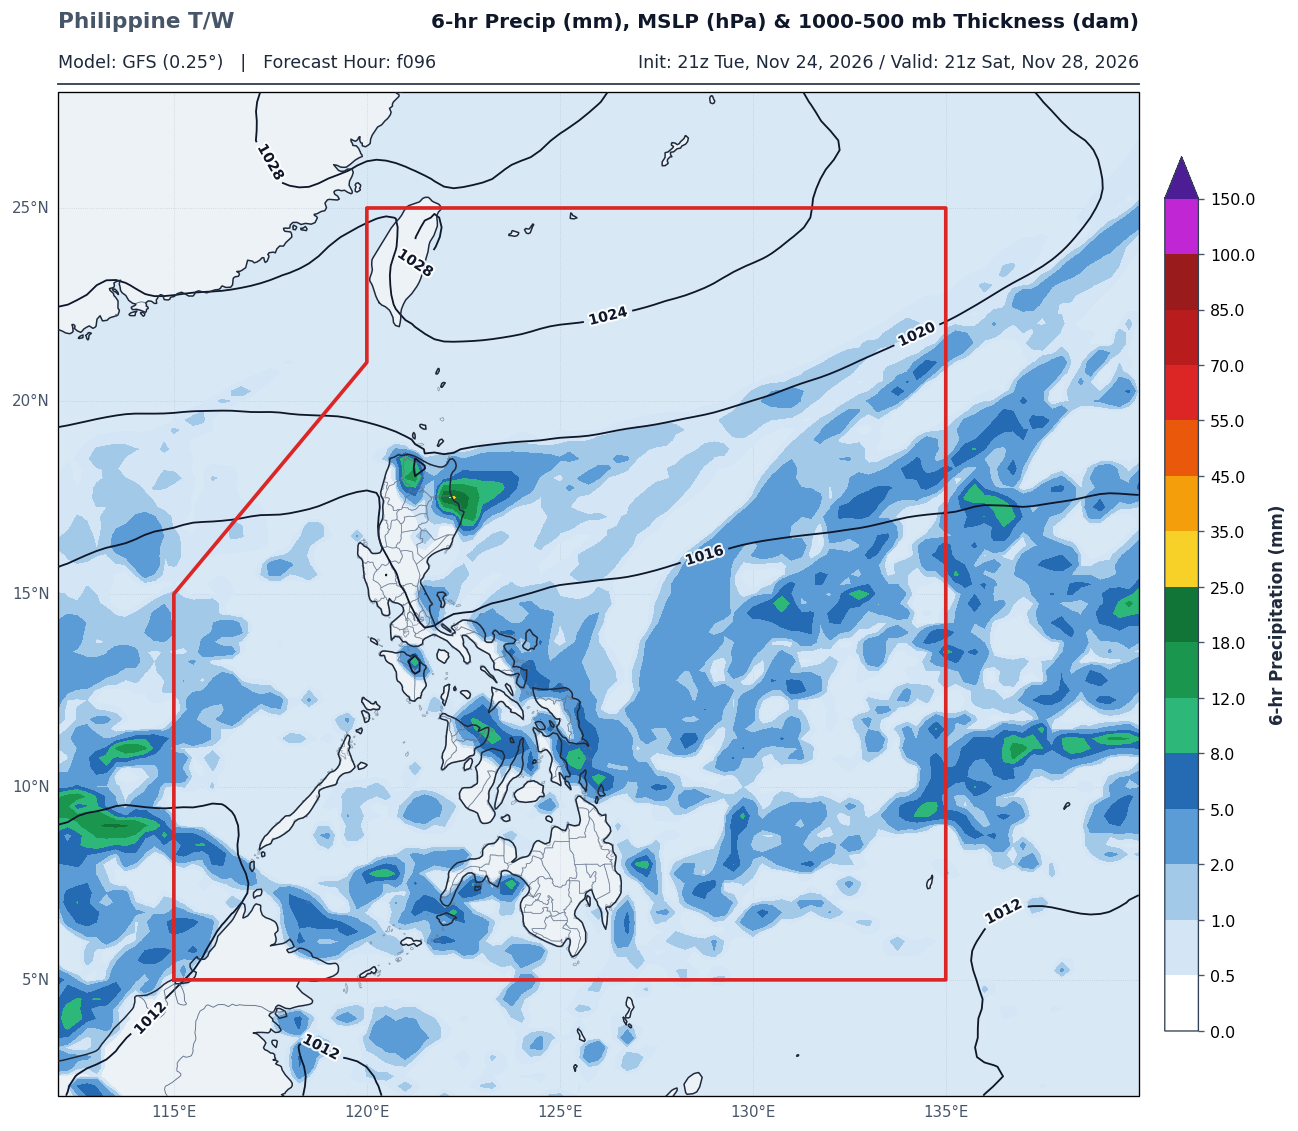 Philippine T/W
6-hr Precip (mm), MSLP (hPa) & 1000-500 mb Thickness (dam)
Model: GFS (0.25°) | Forecast Hour: f096
Init: 21z Tue, Nov 24, 2026 / Valid: 21z Sat, Nov 28, 2026
1028
1028
1024
1020
1016
1012
1012
1012
25°N
20°N
15°N
10°N
5°N
115°E
120°E
125°E
130°E
135°E
150.0
100.0
85.0
70.0
55.0
45.0
35.0
25.0
18.0
12.0
8.0
5.0
2.0
1.0
0.5
0.0
6-hr Precipitation (mm)